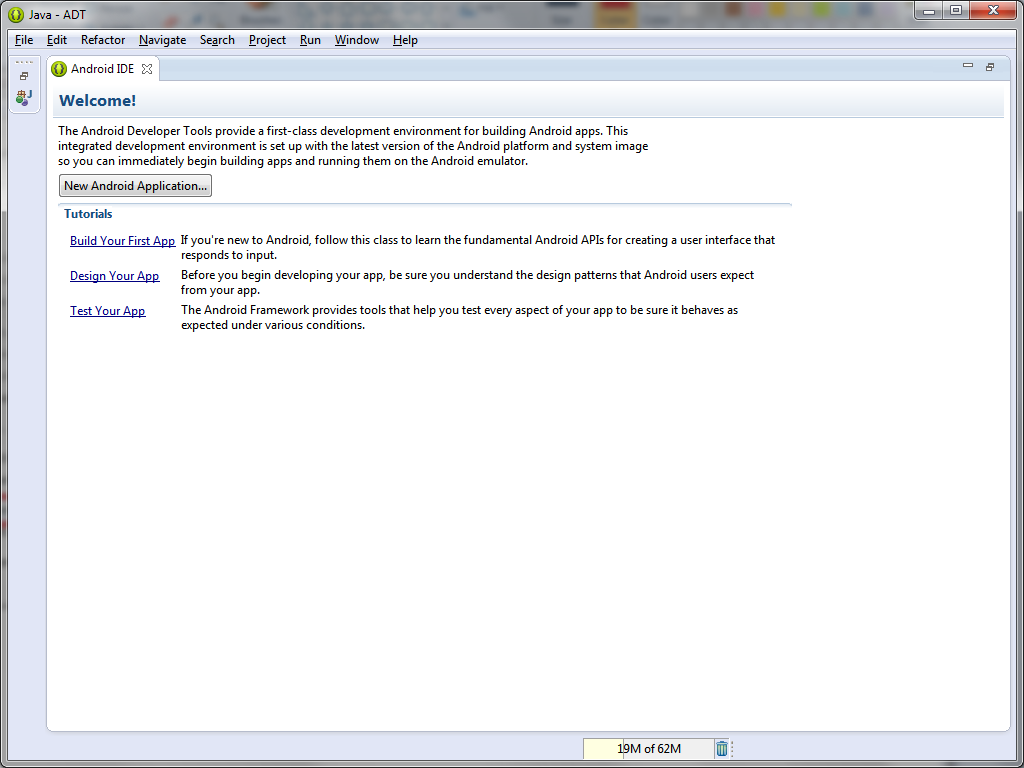 Java - ADT
File Edit Refactor Navigate Search Project Run Window Help
Android IDE
J
Welcome!
The Android Developer Tools provide a first-class development environment for building Android apps. This
integrated development environment is set up with the latest version of the Android platform and system image
so you can immediately begin building apps and running them on the Android emulator.
New Android Application...
Tutorials
Build Your First App If you're new to Android, follow this class to learn the fundamental Android APIs for creating a user interface that
responds to input.
Design Your App Before you begin developing your app, be sure you understand the design patterns that Android users expect
from your app.
Test Your App The Android Framework provides tools that help you test every aspect of your app to be sure it behaves as
expected under various conditions.
19M of 62M